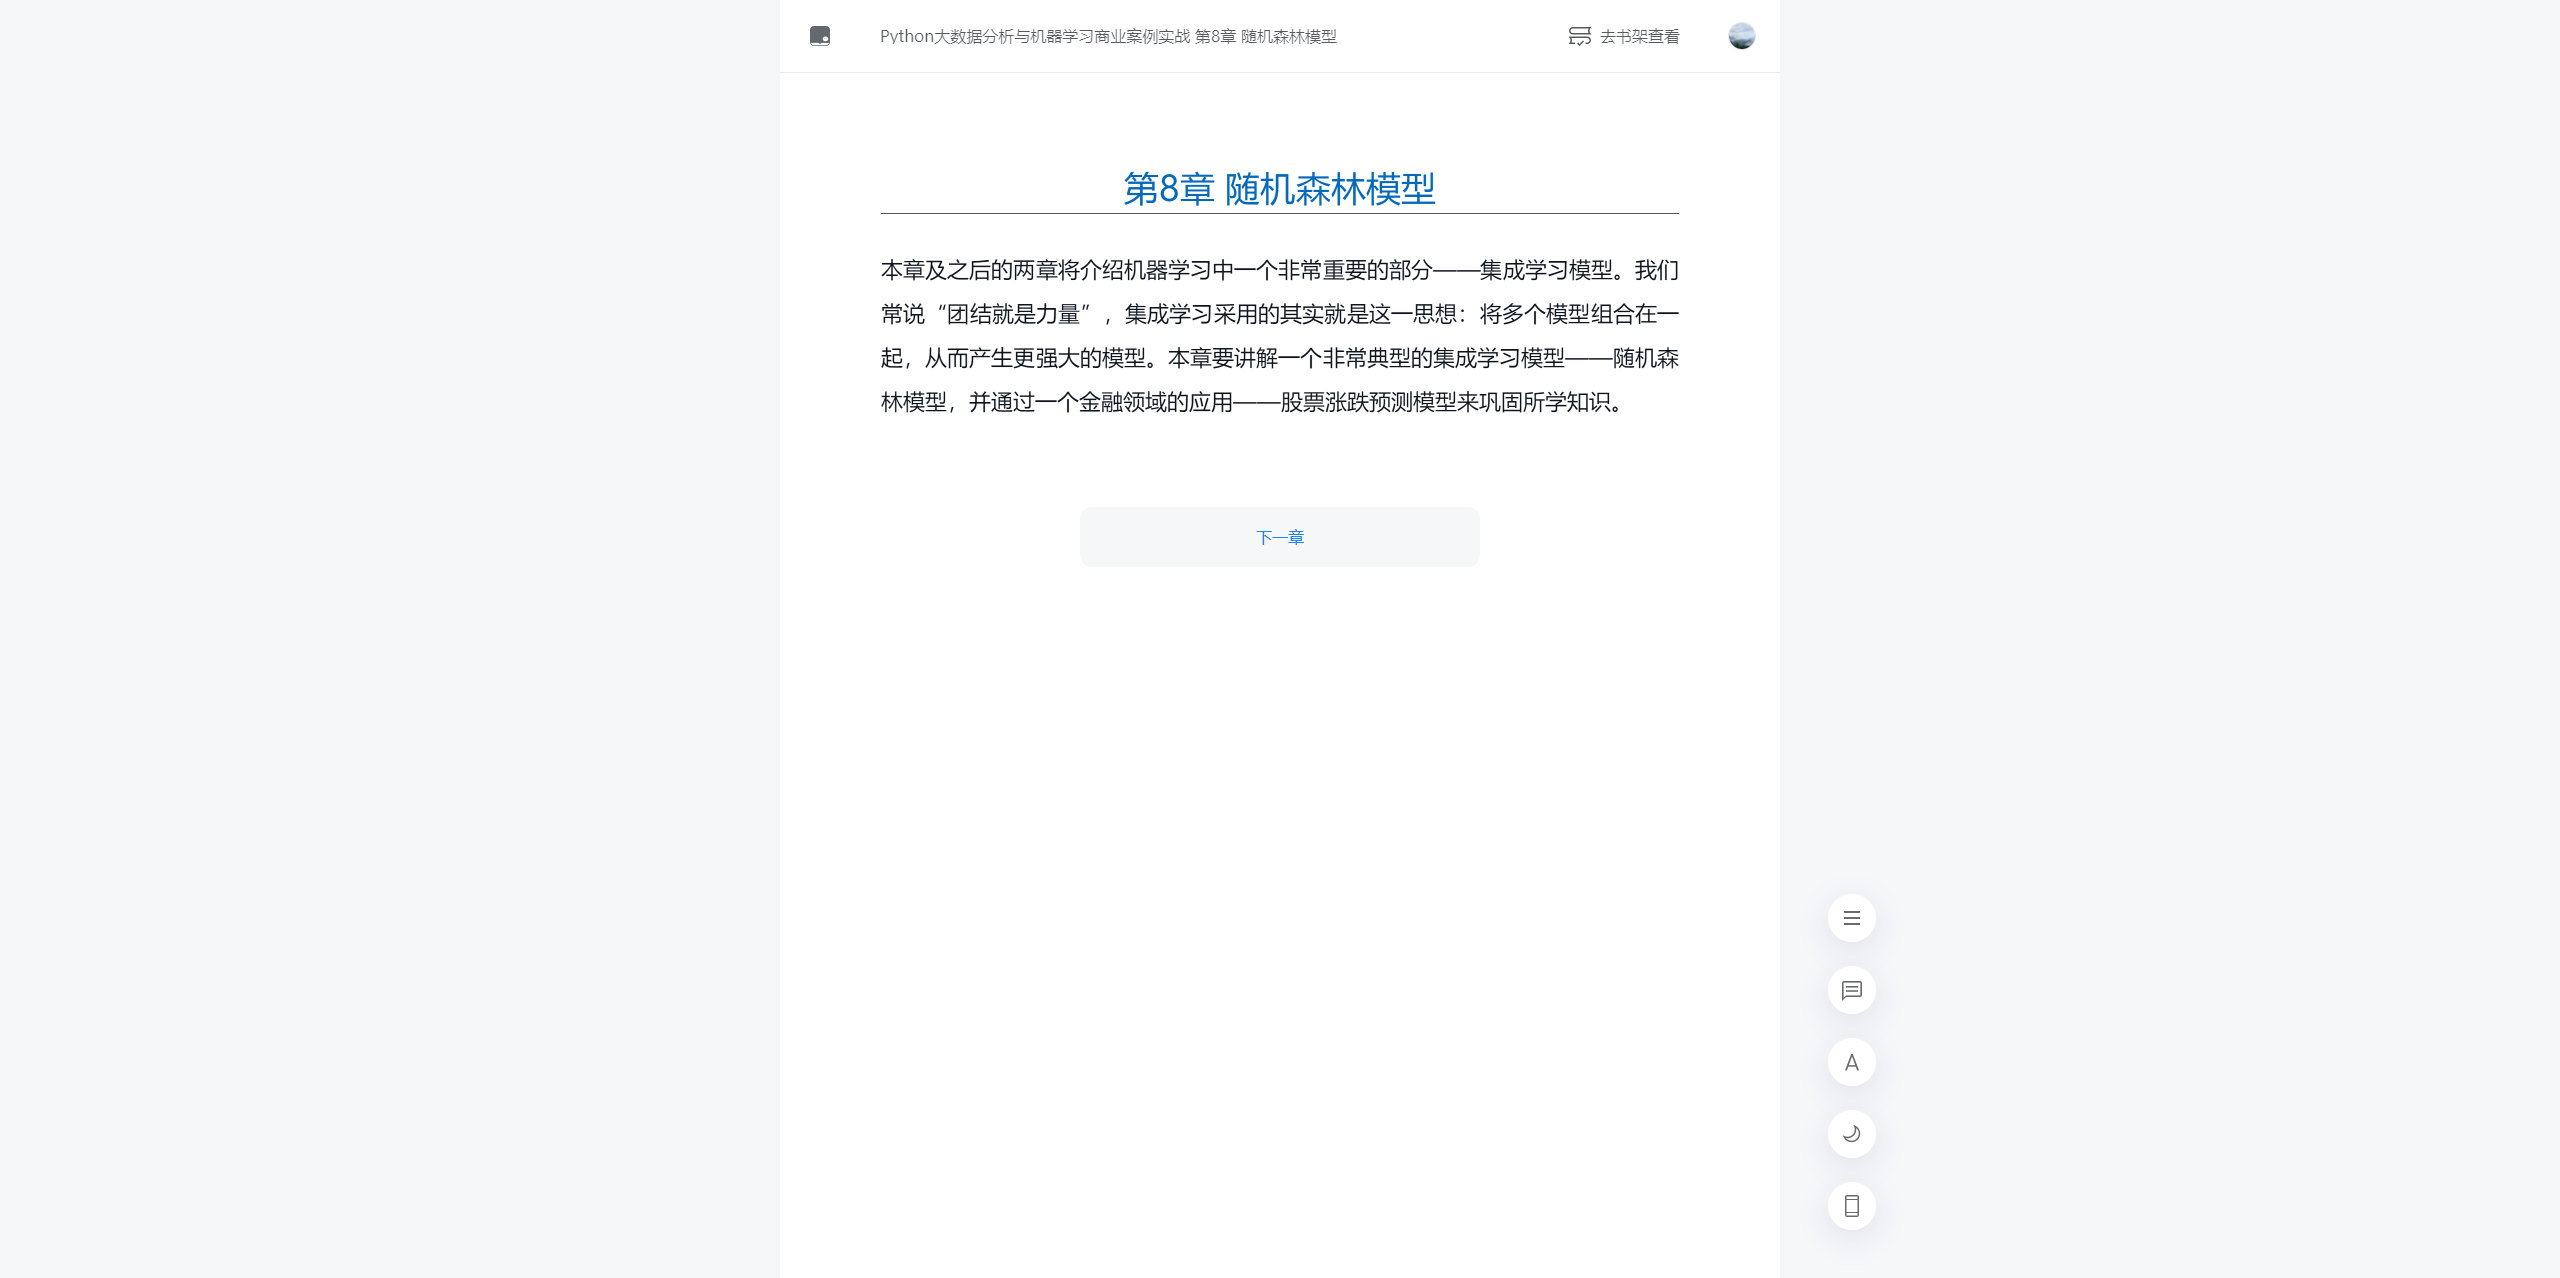 Python大数据分析与机器学习商业案例实战 第8章 随机森林模型
去书架查看
第8章 随机森林模型
本章及之后的两章将介绍机器学习中一个非常重要的部分——集成学习模型。我们
常说“团结就是力量”，集成学习采用的其实就是这一思想：将多个模型组合在一
起，从而产生更强大的模型。本章要讲解一个非常典型的集成学习模型——随机森
林模型，并通过一个金融领域的应用——股票涨跌预测模型来巩固所学知识。
下一章
A